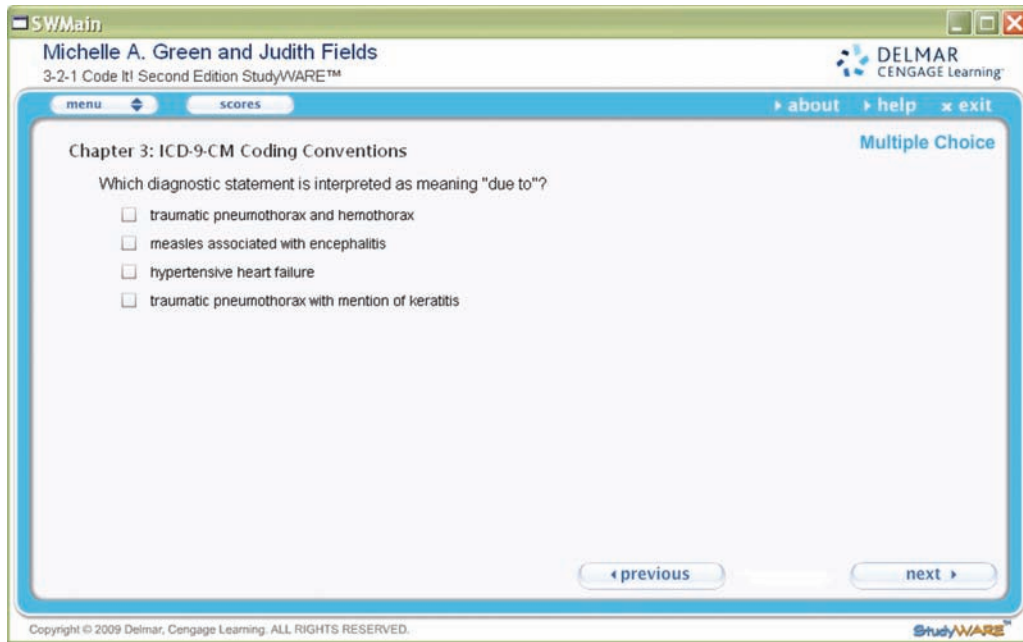 SWMain
Michelle A. Green and Judith Fields
3-2-1 Code It! Second Edition StudyWARE™
DELMAR
CENGAGE Learning™
menu
scores
about
help
x exit
Chapter 3: ICD-9-CM Coding Conventions
Multiple Choice
Which diagnostic statement is interpreted as meaning "due to"?
traumatic pneumothorax and hemothorax
measles associated with encephalitis
hypertensive heart failure
traumatic pneumothorax with mention of keratitis
previous
next
Copyright © 2009 Delmar, Cengage Learning. ALL RIGHTS RESERVED.
StudyWARE™